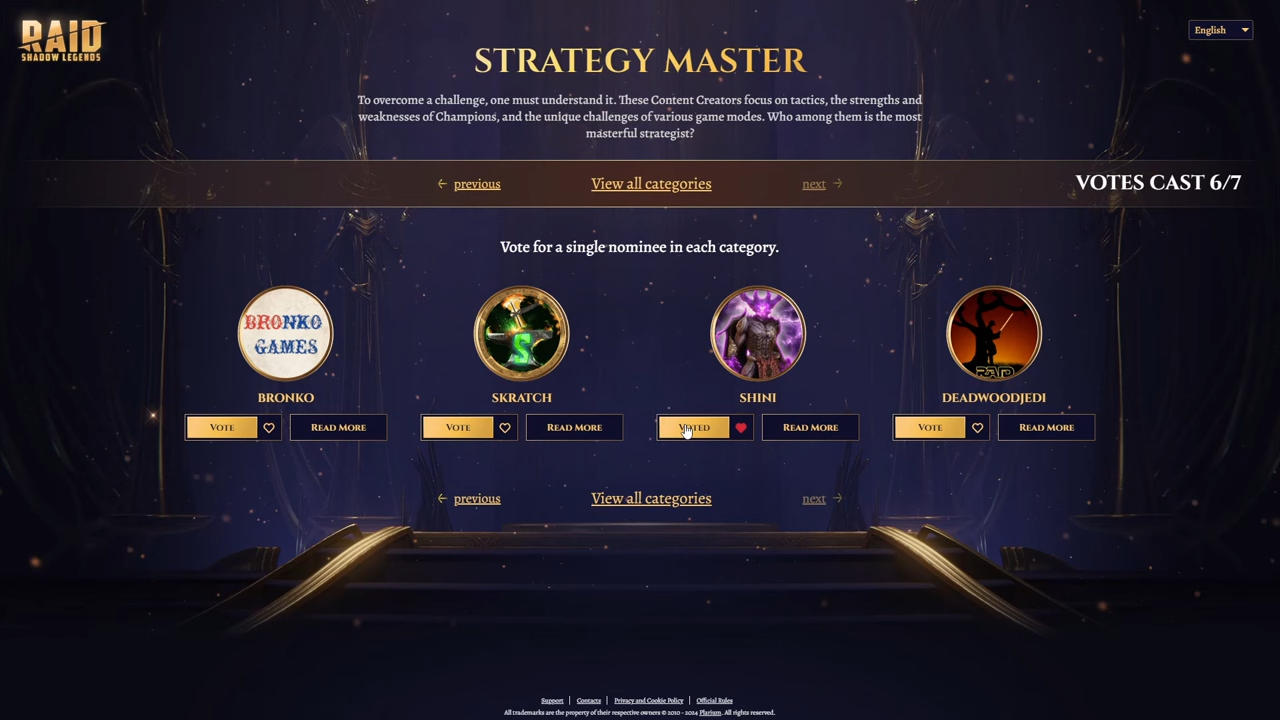 RAID
SHADOW LEGENDS
English
STRATEGY MASTER
To overcome a challenge, one must understand it. These Content Creators focus on tactics, the strengths and
weaknesses of Champions, and the unique challenges of various game modes. Who among them is the most
masterful strategist?
← previous
View all categories
next →
VOTES CAST 6/7
Vote for a single nominee in each category.
BRONKO
GAMES
S
RAID
BRONKO
SKRATCH
SHINI
DEADWOODJEDI
VOTE
READ MORE
VOTE
READ MORE
VOTED
READ MORE
VOTE
READ MORE
← previous
View all categories
next →
Support | Contacts | Privacy and Cookie Policy | Official Rules
All trademarks are the property of their respective owners © 2010 - 2024 Plarium. All rights reserved.